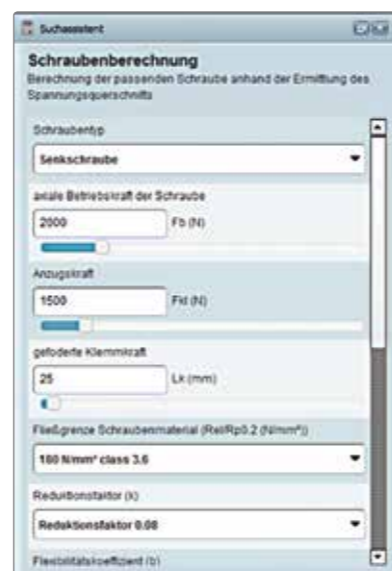 Suchassistent
Schraubenberechnung
Berechnung der passenden Schraube anhand der Ermittlung des
Spannungsquerschnitts
Schraubentyp
Senkschraube
axiale Betriebskraft der Schraube
2000 Fb (N)
Anzugskraft
1500 Fkl (N)
gefoderte Klemmkraft
25 Lk (mm)
Fließgrenze Schraubenmaterial (Rel/Rp0.2 (N/mm²))
180 N/mm² class 3.6
Reduktionsfaktor (k)
Reduktionsfaktor 0.08
Flexibilitätskoeffizient (b)